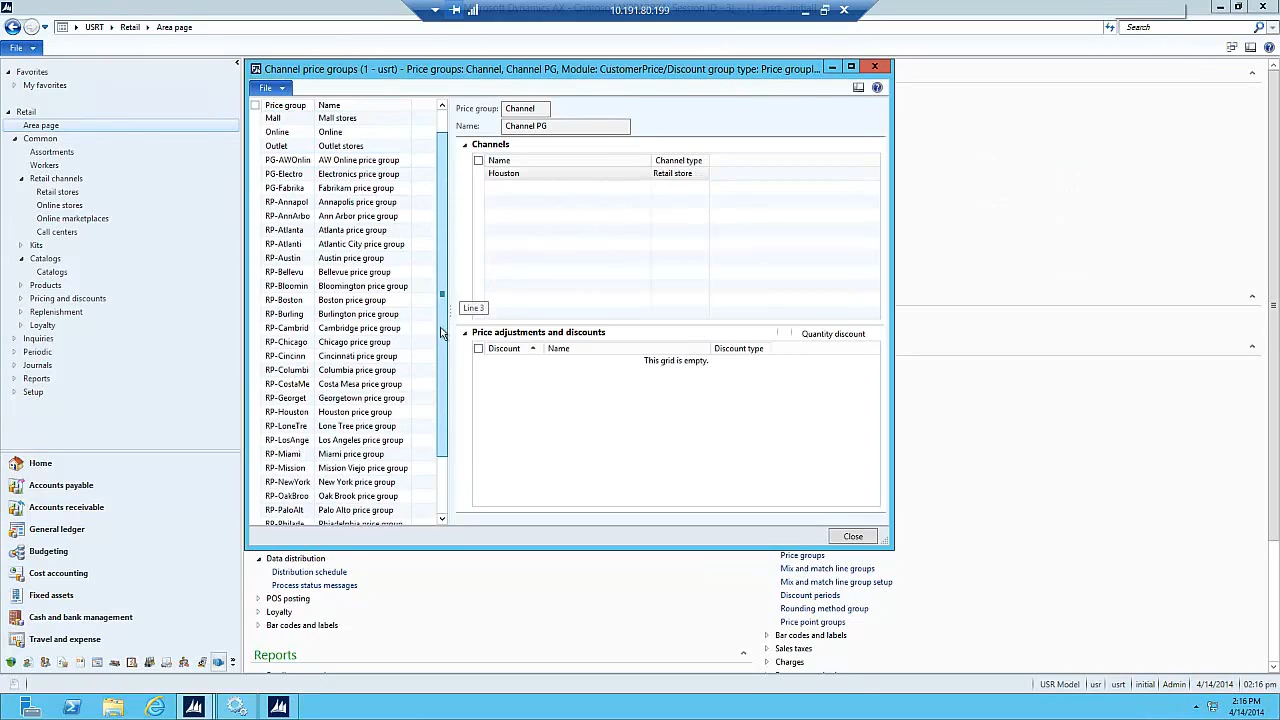 10.191.80.199
USRT
Retail
Area page
Search
File
Favorites
My favorites
Retail
Area page
Common
Assortments
Workers
Retail channels
Retail stores
Online stores
Online marketplaces
Call centers
Kits
Catalogs
Catalogs
Products
Pricing and discounts
Replenishment
Loyalty
Inquiries
Periodic
Journals
Reports
Setup
Home
Accounts payable
Accounts receivable
General ledger
Budgeting
Cost accounting
Fixed assets
Cash and bank management
Travel and expense
Channel price groups (1 - usrt) - Price groups: Channel, Channel PG, Module: CustomerPrice/Discount group type: Price groupI,...
File
Price group Name
Mall Mall stores
Online Online
Outlet Outlet stores
PG-AWOnlin AW Online price group
PG-Electro Electronics price group
PG-Fabrika Fabrikam price group
RP-Annapol Annapolis price group
RP-AnnArbo Ann Arbor price group
RP-Atlanta Atlanta price group
RP-Atlanti Atlantic City price group
RP-Austin Austin price group
RP-Bellevu Bellevue price group
RP-Bloomin Bloomington price group
RP-Boston Boston price group
RP-Burling Burlington price group
RP-Cambrid Cambridge price group
RP-Chicago Chicago price group
RP-Cincinn Cincinnati price group
RP-Columbi Columbia price group
RP-CostaMe Costa Mesa price group
RP-Georget Georgetown price group
RP-Houston Houston price group
RP-LoneTre Lone Tree price group
RP-LosAnge Los Angeles price group
RP-Miami Miami price group
RP-Mission Mission Viejo price group
RP-NewYork New York price group
RP-OakBroo Oak Brook price group
RP-PaloAlt Palo Alto price group
RP-Philade Philadelphia price group
Price group: Channel
Name: Channel PG
Channels
Name Channel type
Houston Retail store
Line 3
Price adjustments and discounts
Quantity discount
Discount Name Discount type
This grid is empty.
Close
Data distribution
Distribution schedule
Process status messages
POS posting
Loyalty
Bar codes and labels
Reports
Price groups
Mix and match line groups
Mix and match line group setup
Discount periods
Rounding method group
Price point groups
Bar codes and labels
Sales taxes
Charges
USR Model usr usrt initial Admin 4/14/2014 02:16 pm
2:16 PM
4/14/2014